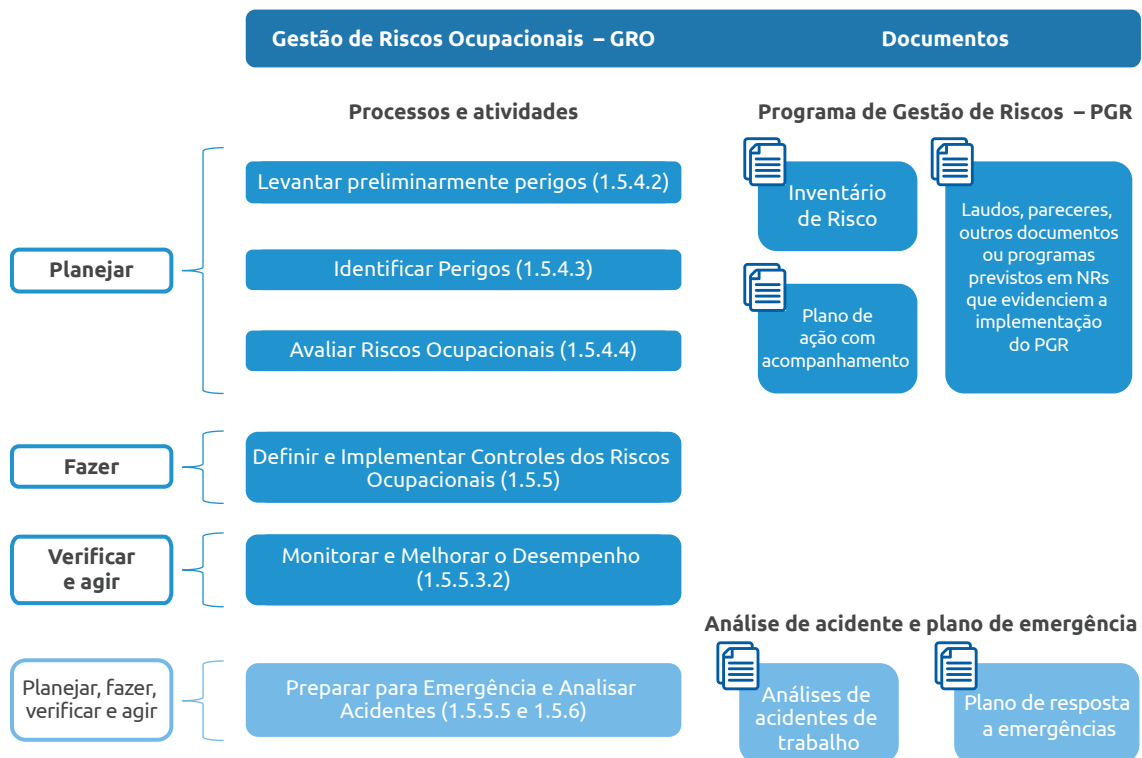 Gestão de Riscos Ocupacionais – GRO
Documentos
Processos e atividades
Programa de Gestão de Riscos – PGR
Planejar
Levantar preliminarmente perigos (1.5.4.2)
Identificar Perigos (1.5.4.3)
Avaliar Riscos Ocupacionais (1.5.4.4)
Inventário
de Risco
Plano de
ação com
acompanhamento
Laudos, pareceres,
outros documentos
ou programas
previstos em NRs
que evidenciem a
implementação
do PGR
Fazer
Definir e Implementar Controles dos Riscos
Ocupacionais (1.5.5)
Verificar
e agir
Monitorar e Melhorar o Desempenho
(1.5.5.3.2)
Análise de acidente e plano de emergência
Planejar, fazer,
verificar e agir
Preparar para Emergência e Analisar
Acidentes (1.5.5.5 e 1.5.6)
Análises de
acidentes de
trabalho
Plano de resposta
a emergências